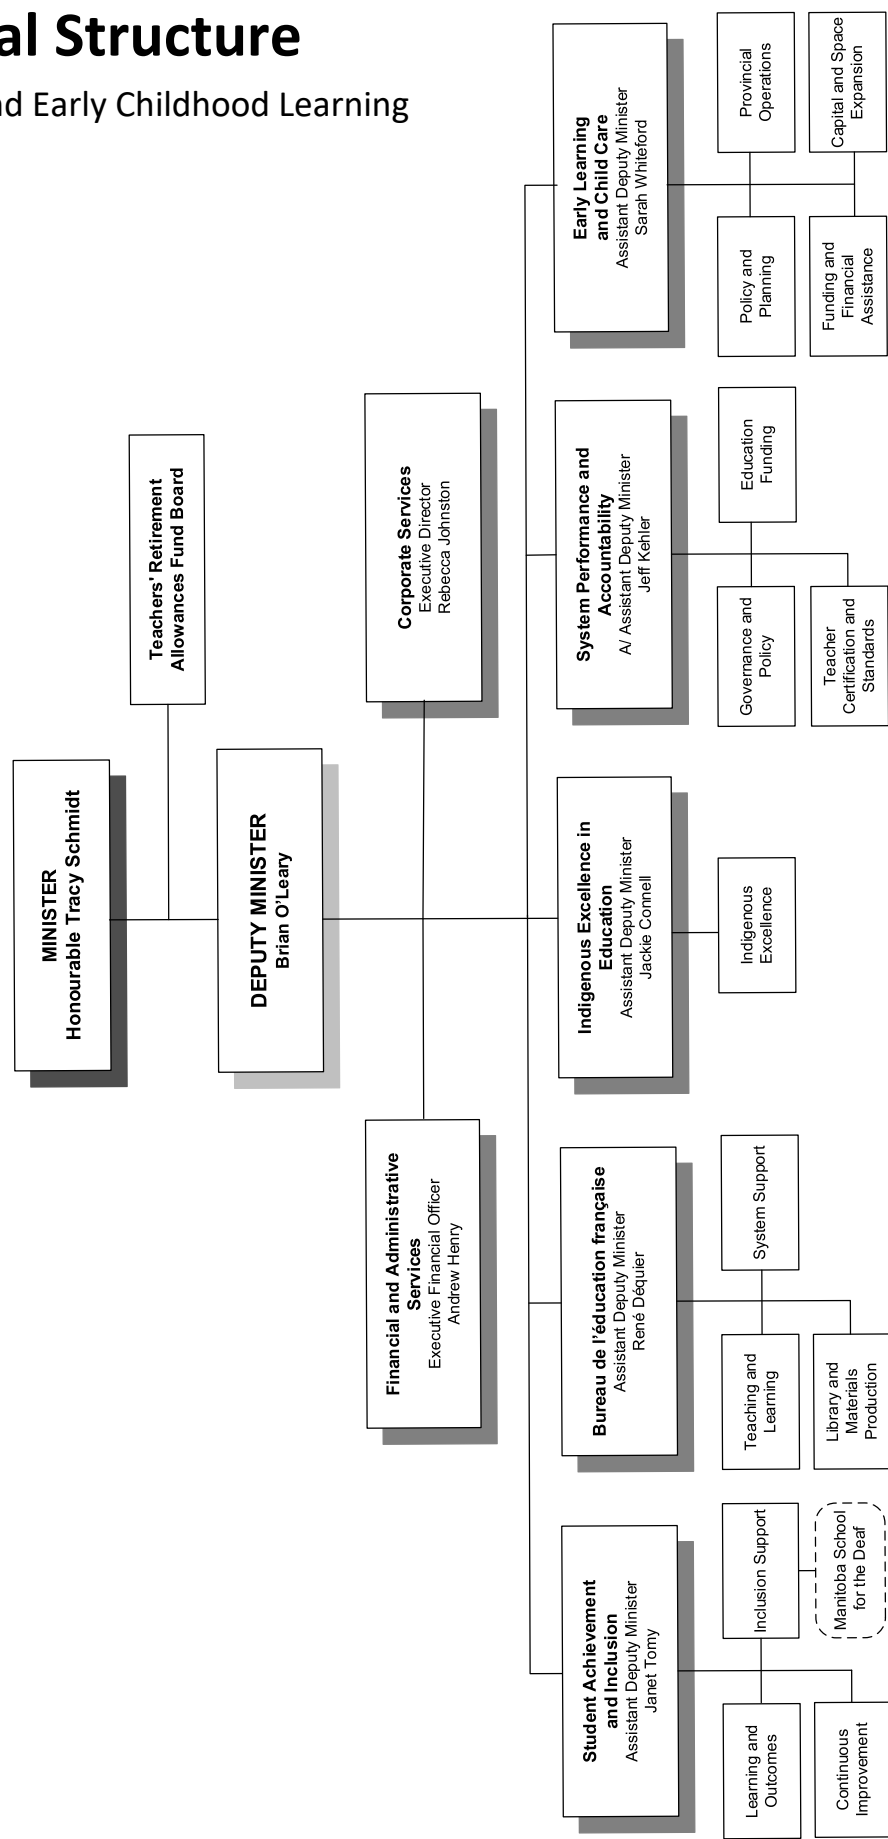 al Structure
nd Early Childhood Learning
MINISTER
Honourable Tracy Schmidt
Teachers' Retirement
Allowances Fund Board
DEPUTY MINISTER
Brian O'Leary
Financial and Administrative
Services
Executive Financial Officer
Andrew Henry
Corporate Services
Executive Director
Rebecca Johnston
Student Achievement
and Inclusion
Assistant Deputy Minister
Janet Tomy
Bureau de l'éducation française
Assistant Deputy Minister
René Déquier
Indigenous Excellence in
Education
Assistant Deputy Minister
Jackie Connell
System Performance and
Accountability
A/ Assistant Deputy Minister
Jeff Kehler
Early Learning
and Child Care
Assistant Deputy Minister
Sarah Whiteford
Learning and
Outcomes
Inclusion Support
Continuous
Improvement
Manitoba School
for the Deaf
Teaching and
Learning
System Support
Library and
Materials
Production
Indigenous
Excellence
Governance and
Policy
Education
Funding
Teacher
Certification and
Standards
Policy and
Planning
Provincial
Operations
Funding and
Financial
Assistance
Capital and Space
Expansion